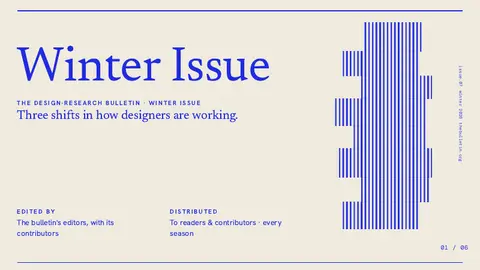 Winter Issue
THE DESIGN-RESEARCH BULLETIN · WINTER ISSUE
Three shifts in how designers are working.
EDITED BY
The bulletin's editors, with its
contributors
DISTRIBUTED
To readers & contributors · every
season
01 / 06